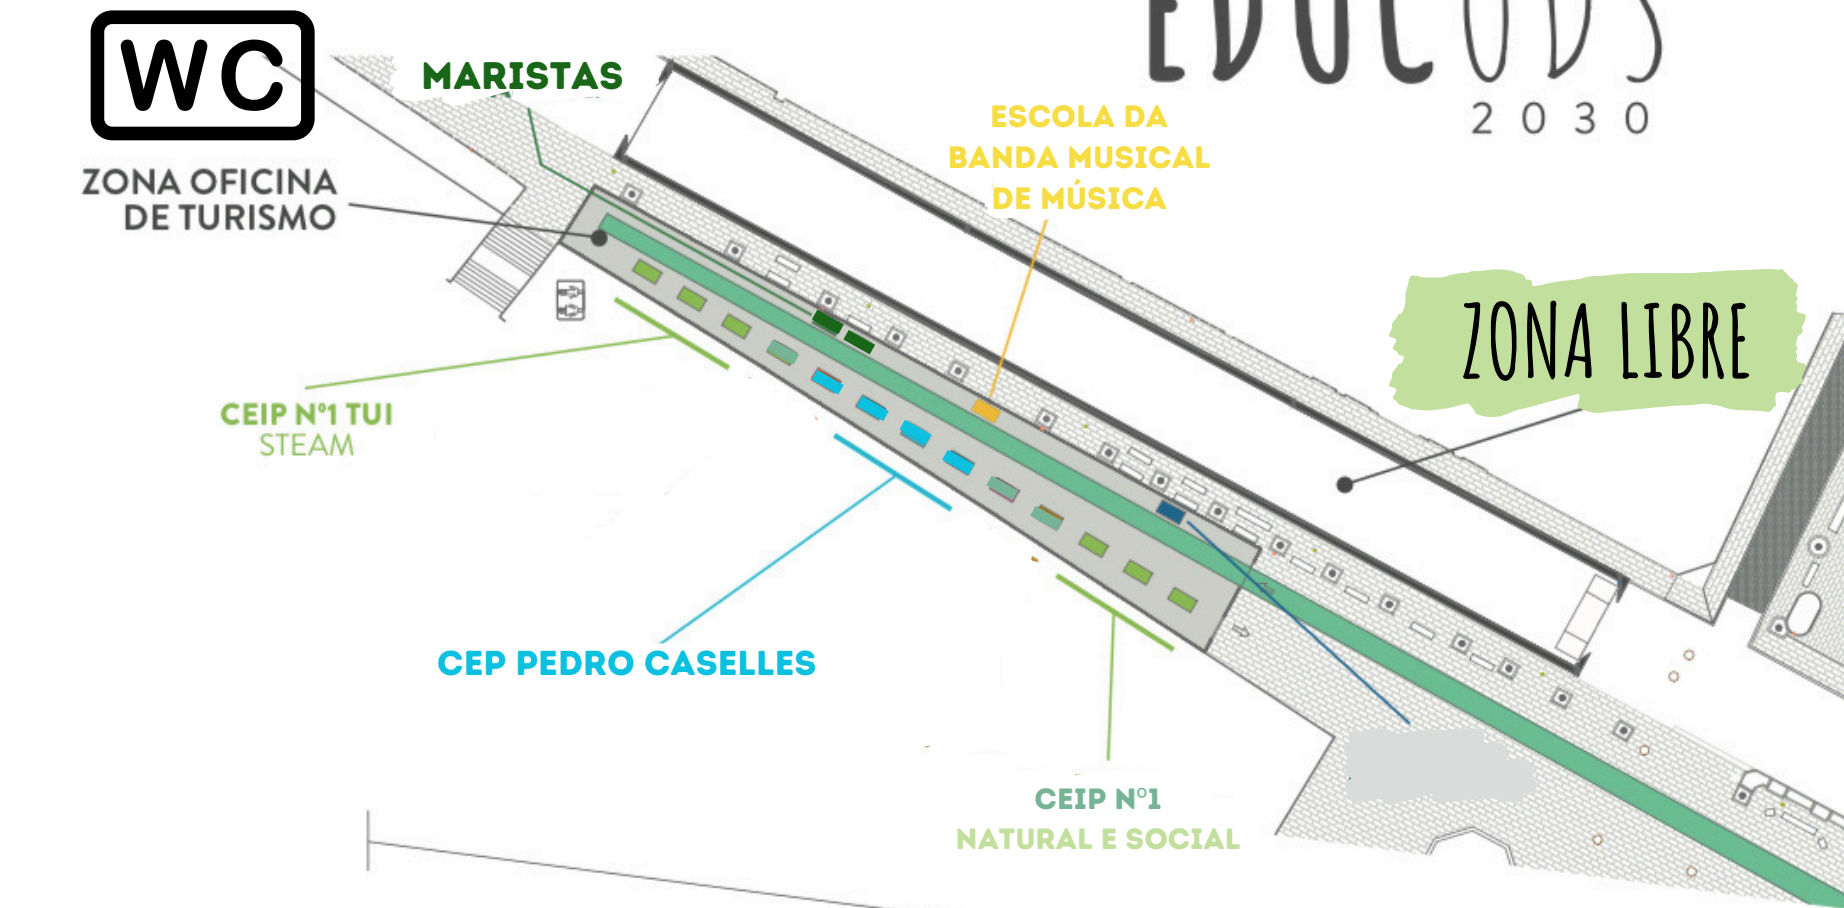 WC
EDUCODS
2030
MARISTAS
ZONA OFICINA
DE TURISMO
ESCOLA DA
BANDA MUSICAL
DE MÚSICA
ZONA LIBRE
CEIP Nº1 TUI
STEAM
CEP PEDRO CASELLES
CEIP Nº1
NATURAL E SOCIAL